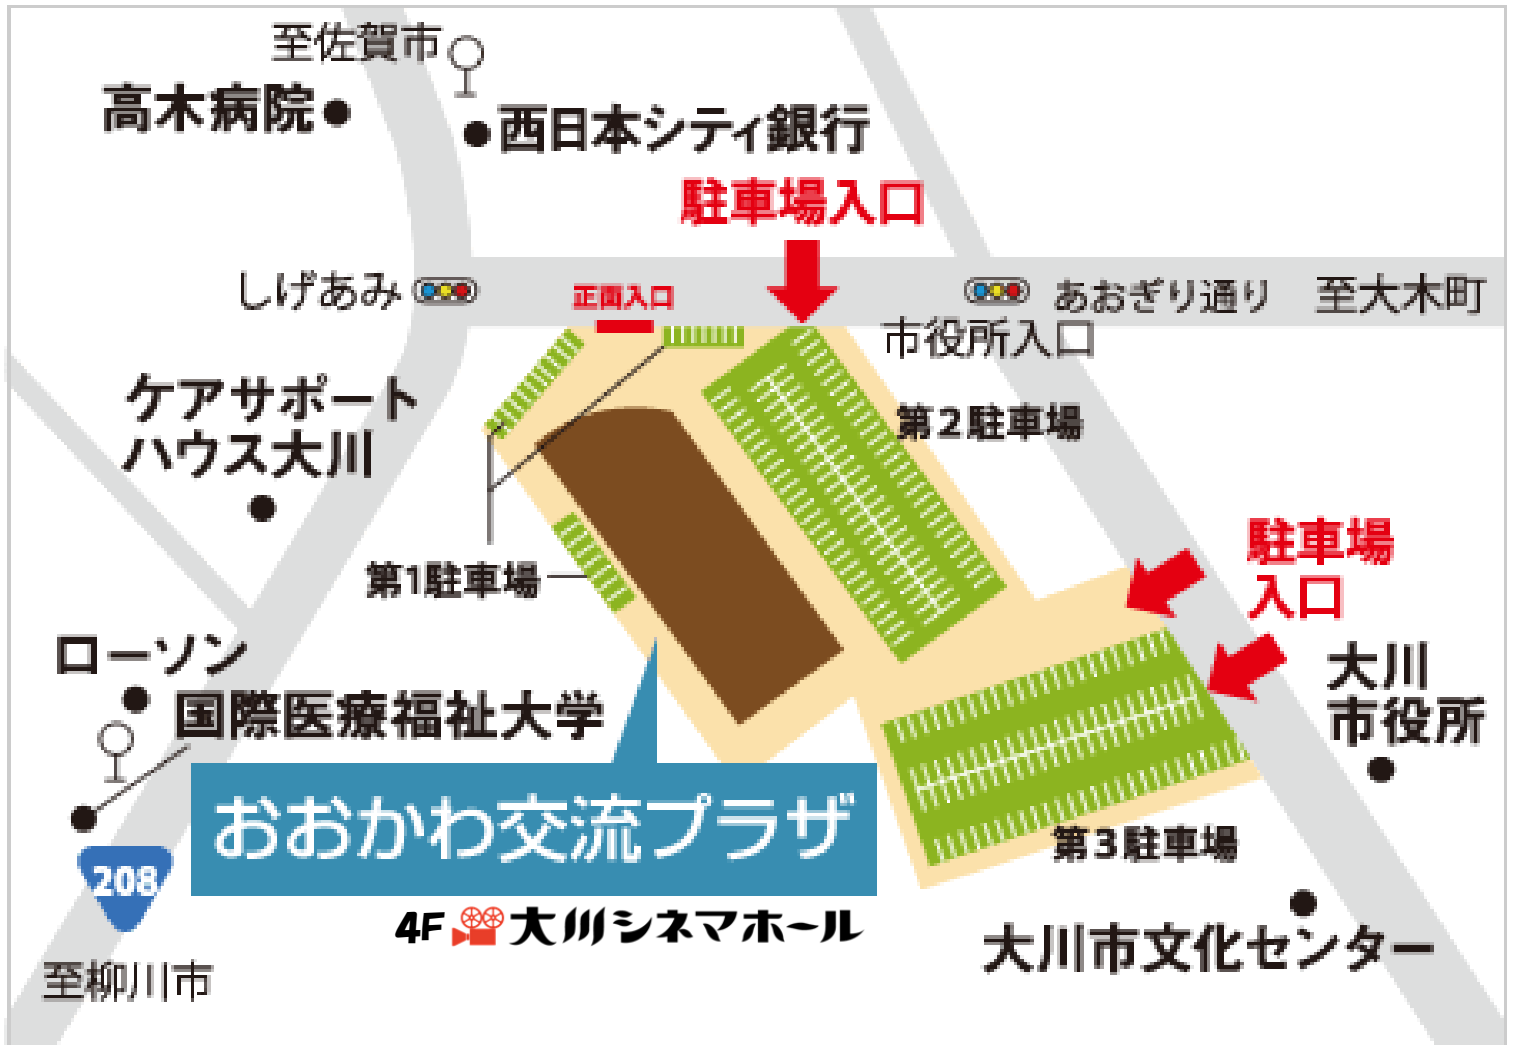 至佐賀市
高木病院
西日本シティ銀行
駐車場入口
しげあみ
正面入口
あおぎり通り
至大木町
市役所入口
ケアサポート
ハウス大川
第2駐車場
第1駐車場
駐車場
入口
ローソン
国際医療福祉大学
大川
市役所
おおかわ交流プラザ
208
第3駐車場
4F 大川シネマホール
大川市文化センター
至柳川市